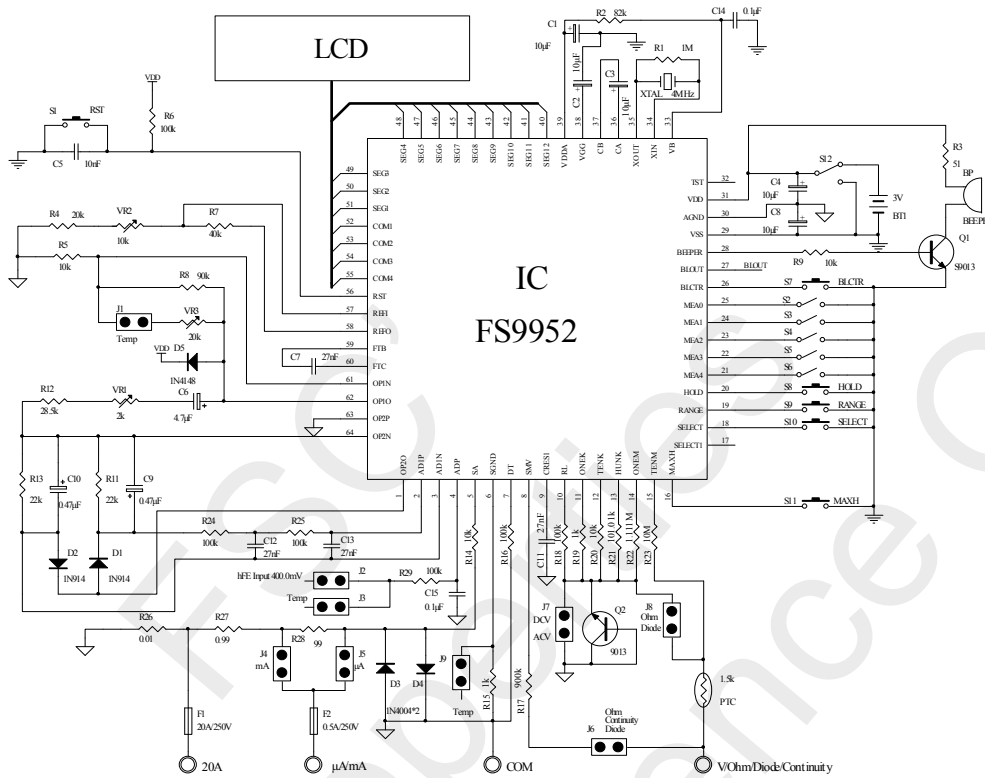 LCD
IC
FS9952
C1
10μF
R2 82k
C14 0.1μF
10μF
C2
C3
10μF
R1 1M
XTAL 4MHz
VDD
S1 RST
R6
100k
C5 10nF
48 47 46 45 44 43 42 41 40 39 38 37 36 35 34 33
SEG4 SEG5 SEG6 SEG7 SEG8 SEG9 SEG10 SEG11 SEG12 VDDA VGG CB CA XOUT XIN VB
49 SEG3
50 SEG2
51 SEG1
52 COM1
53 COM2
54 COM3
55 COM4
56 RST
57 REFI
58 REFO
59 FTB
60 FTC
61 OP1N
62 OP1O
63 OP2P
64 OP2N
TST 32
VDD 31
AGND 30
VSS 29
BEEPER 28
BLOUT 27 BLOUT
BLCTR 26
MEA0 25
MEA1 24
MEA2 23
MEA3 22
MEA4 21
HOLD 20
RANGE 19
SELECT 18
SELECT1 17
OP2O AD1P AD1N ADP SA SGND DT SMV CRES1 RL ONEK TENK HUNK ONEM TENM MAXH
1 2 3 4 5 6 7 8 9 10 11 12 13 14 15 16
R3
51
BP
BEEPE
S12
C4
10μF
C8
10μF
3V
BT1
Q1
S9013
R9 10k
S7 BLCTR
S2
S3
S4
S5
S6
S8 HOLD
S9 RANGE
S10 SELECT
S11 MAXH
R4 20k
VR2
10k
R7
40k
R5
10k
R8 90k
J1
Temp
VR3
20k
VDD
D5
IN4148
C7 27nF
R12
28.5k
VR1
2k
C6
4.7μF
R13
22k
C10
0.47μF
R11
22k
C9
0.47μF
D2
IN914
D1
IN914
R24
100k
R25
100k
C12
27nF
C13
27nF
hFE Input 400.0mV J2
Temp J3
R29 100k
C15
0.1μF
R14 10k
R16 100k
C11 27nF
R18 100k
R19 1k
R20 10k
R21 101.01k
R22 1.111M
R23 10M
R26
0.01
R27
0.99
R28
99
J4
mA
J5
μA
D3
D4
IN4004*2
J9
Temp
R15 1k
R17 900k
J7
DCV
ACV
Q2
9013
J8
Ohm
Diode
1.5k
PTC
Ohm
Continuity
Diode
J6
F1
20A/250V
F2
0.5A/250V
20A
μA/mA
COM
V/Ohm/Diode/Continuity
FSC